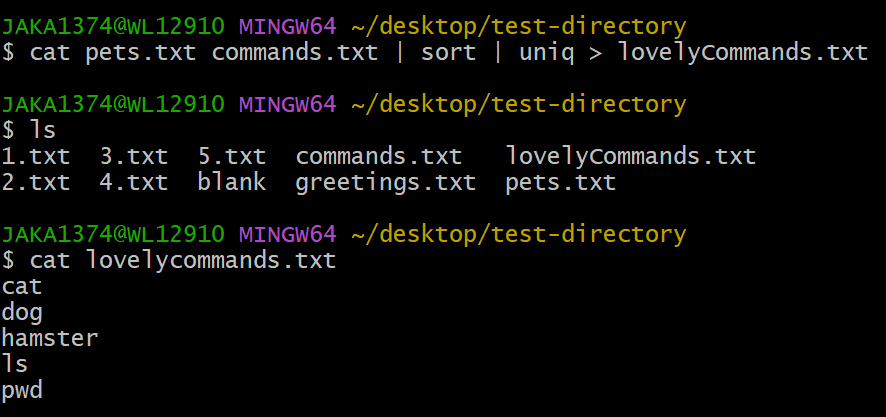 JAKA1374@WL12910 MINGW64 ~/desktop/test-directory
$ cat pets.txt commands.txt | sort | uniq > lovelyCommands.txt
JAKA1374@WL12910 MINGW64 ~/desktop/test-directory
$ ls
1.txt  3.txt  5.txt  commands.txt   lovelyCommands.txt
2.txt  4.txt  blank  greetings.txt  pets.txt
JAKA1374@WL12910 MINGW64 ~/desktop/test-directory
$ cat lovelycommands.txt
cat
dog
hamster
ls
pwd